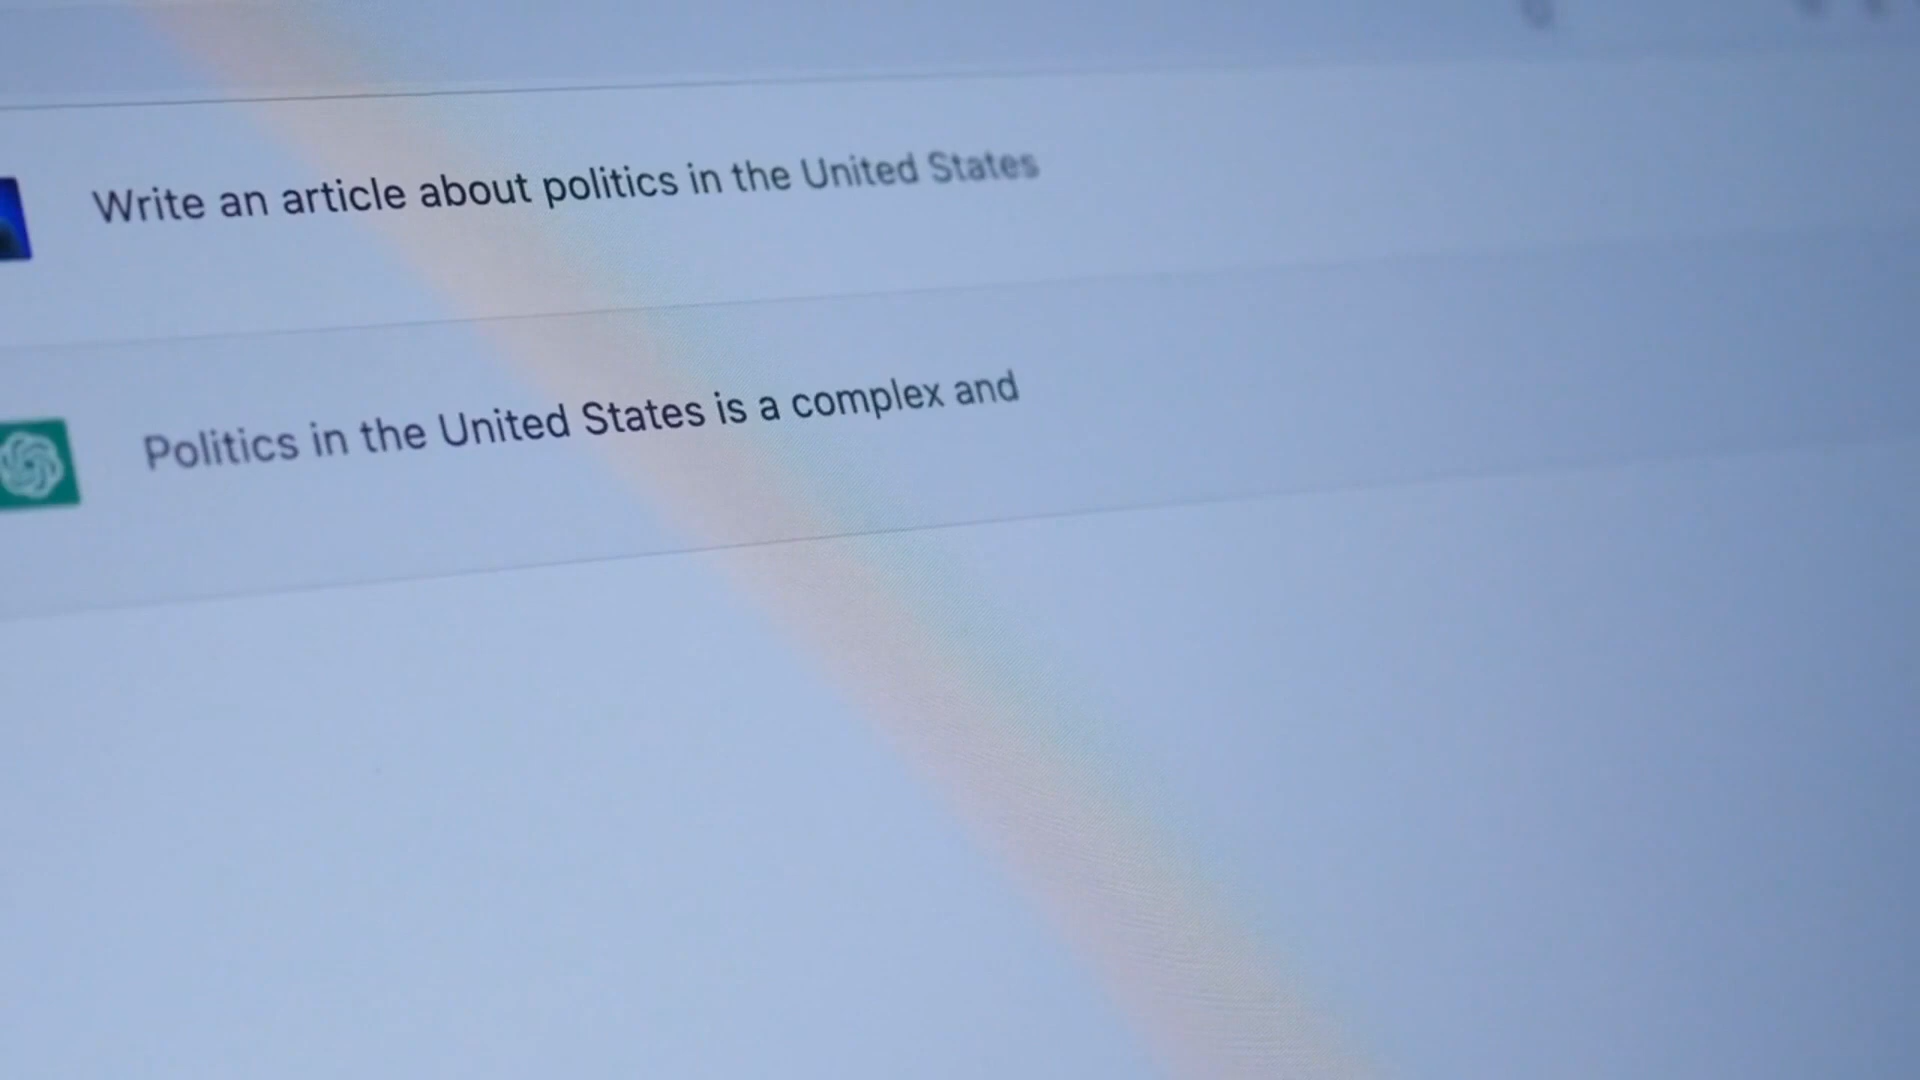 Write an article about politics in the United States
Politics in the United States is a complex and